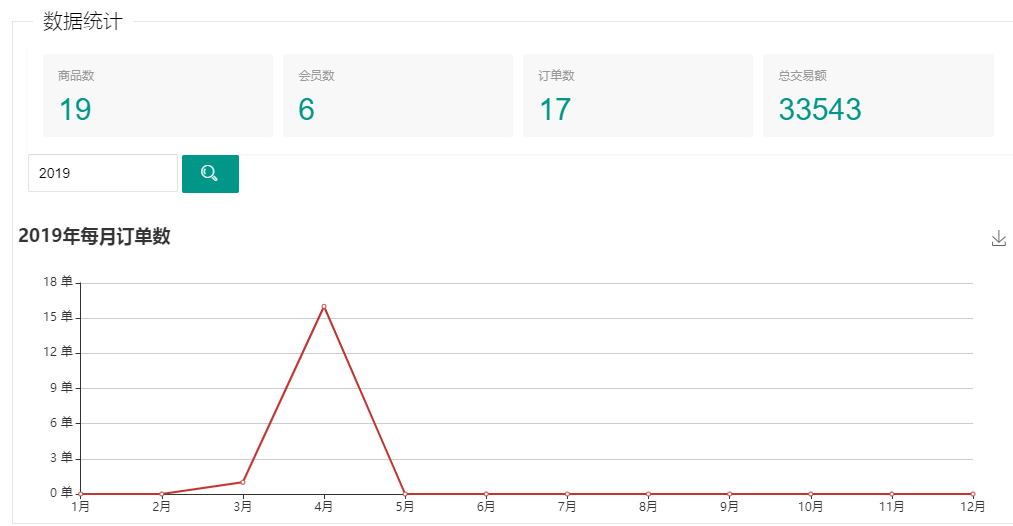 数据统计
商品数 会员数 订单数 总交易额
19 6 17 33543
2019
2019年每月订单数
18 单
15 单
12 单
9 单
6 单
3 单
0 单
1月 2月 3月 4月 5月 6月 7月 8月 9月 10月 11月 12月